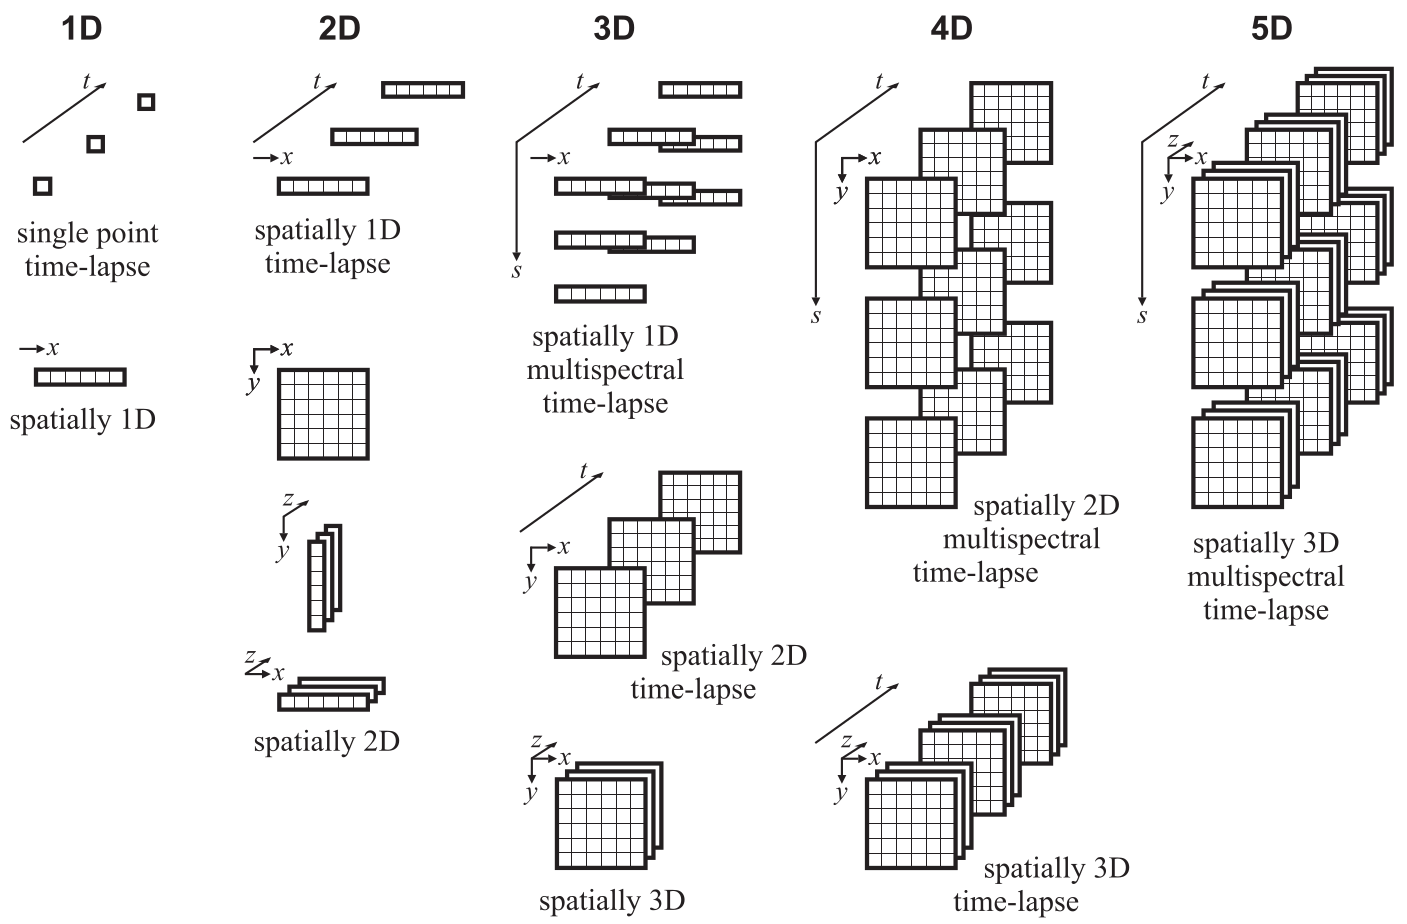 1D
2D
3D
4D
5D
t
single point
time-lapse
x
spatially 1D
t
x
spatially 1D
time-lapse
x
y
z
y
z
x
spatially 2D
t
x
s
spatially 1D
multispectral
time-lapse
t
x
y
spatially 2D
time-lapse
z
x
y
spatially 3D
t
x
y
s
spatially 2D
multispectral
time-lapse
t
z
x
y
spatially 3D
time-lapse
t
z
x
y
s
spatially 3D
multispectral
time-lapse